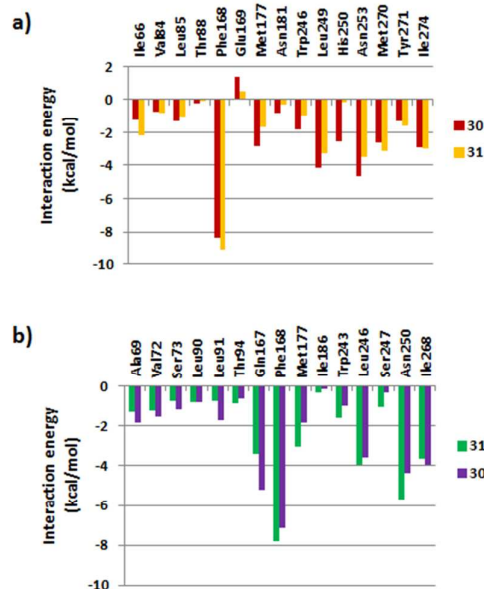 a)
Ile66
Val84
Leu85
Thr88
Phe168
Glu169
Met177
Asn181
Trp246
Leu249
His250
Asn253
Met270
Tyr271
Ile274
2
0
-2
-4
-6
-8
-10
Interaction energy
(kcal/mol)
30
31
b)
Ala69
Val72
Ser73
Leu90
Leu91
Thr94
Gln167
Phe168
Met177
Ile186
Trp243
Leu246
Ser247
Asn250
Ile268
0
-2
-4
-6
-8
-10
Interaction energy
(kcal/mol)
31
30